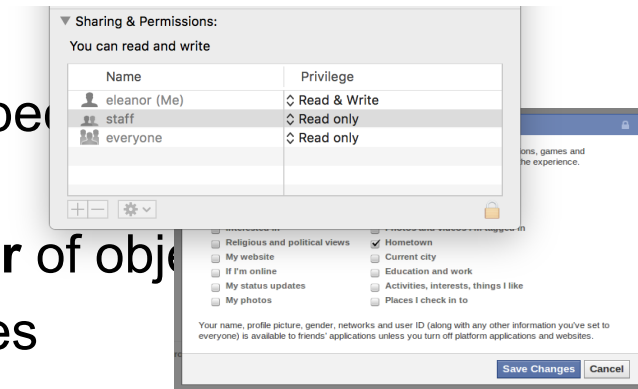 Sharing & Permissions:
You can read and write
Name Privilege
eleanor (Me) Read & Write
staff Read only
everyone Read only
ons, games and
he experience.
Religious and political views Hometown
My website Current city
If I'm online Education and work
My status updates Activities, interests, things I like
My photos Places I check in to
Your name, profile picture, gender, networks and user ID (along with any other information you've set to
everyone) is available to friends' applications unless you turn off platform applications and websites.
Save Changes Cancel
r of obje
es